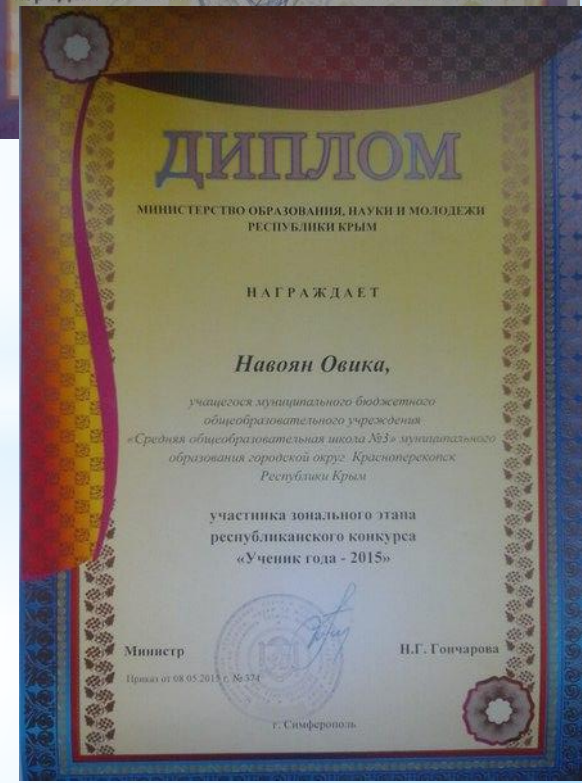 ДИПЛОМ
МИНИСТЕРСТВО ОБРАЗОВАНИЯ, НАУКИ И МОЛОДЕЖИ
РЕСПУБЛИКИ КРЫМ
НАГРАЖДАЕТ
Навоян Овика,
учащегося муниципального бюджетного
общеобразовательного учреждения
«Средняя общеобразовательная школа №3» муниципального
образования городской округ Красноперекопск
Республики Крым
участника зонального этапа
республиканского конкурса
«Ученик года - 2015»
Министр Н.Г. Гончарова
Приказ от 08.05.2015 г. № 374
г. Симферополь